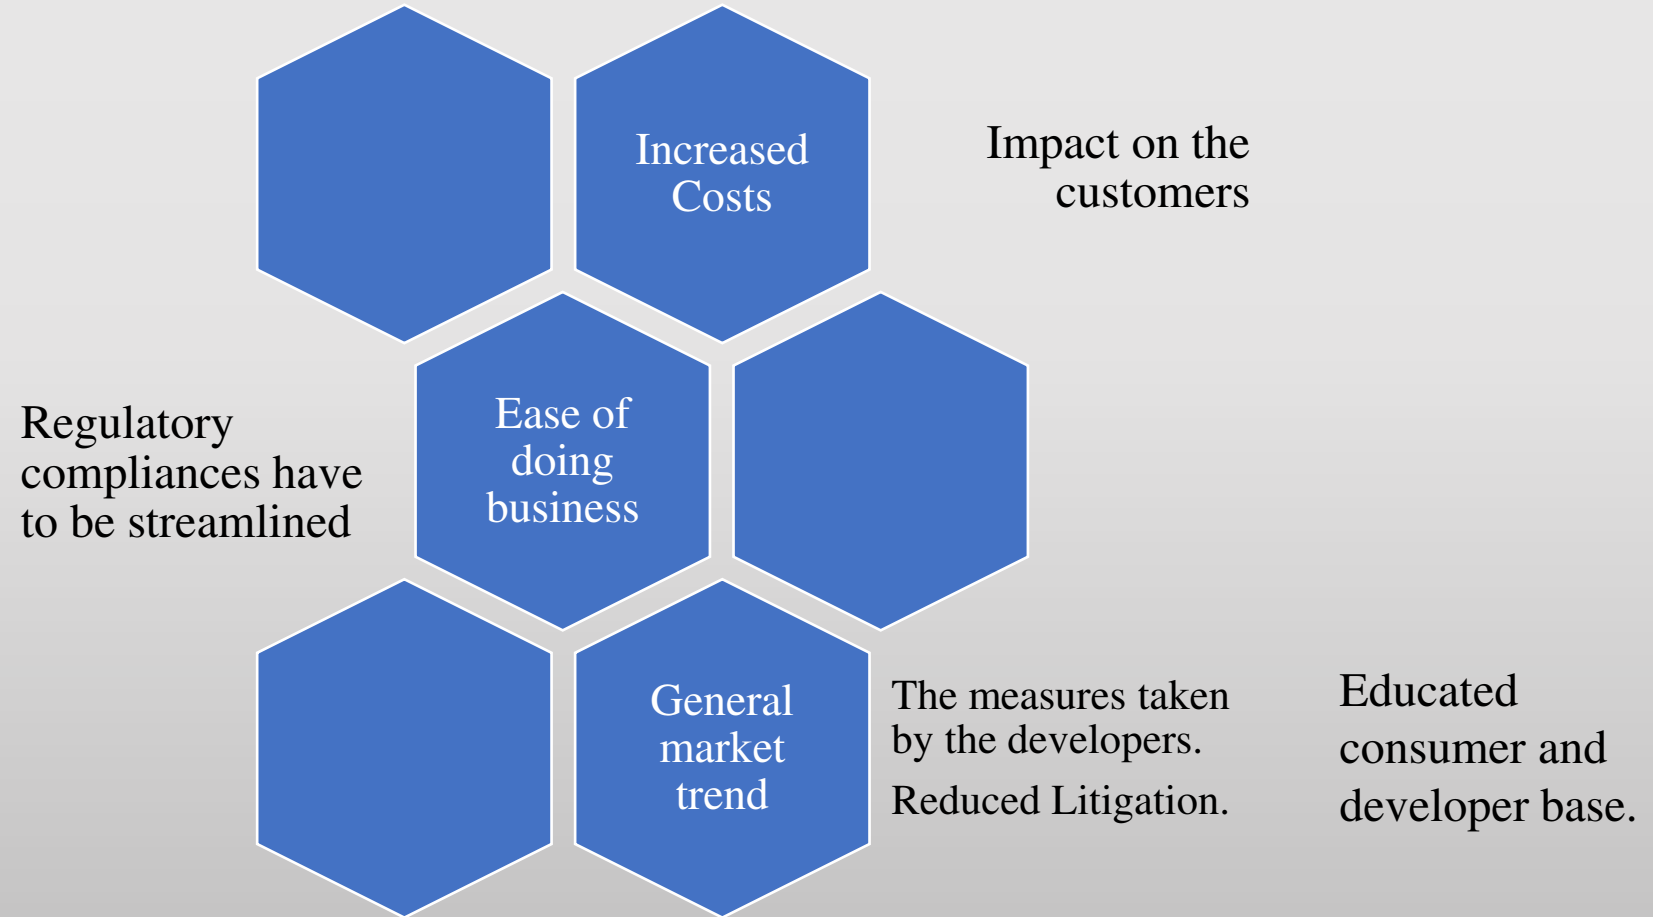 Increased
Costs
Impact on the
customers
Regulatory
compliances have
to be streamlined
Ease of
doing
business
General
market
trend
The measures taken
by the developers.
Reduced Litigation.
Educated
consumer and
developer base.